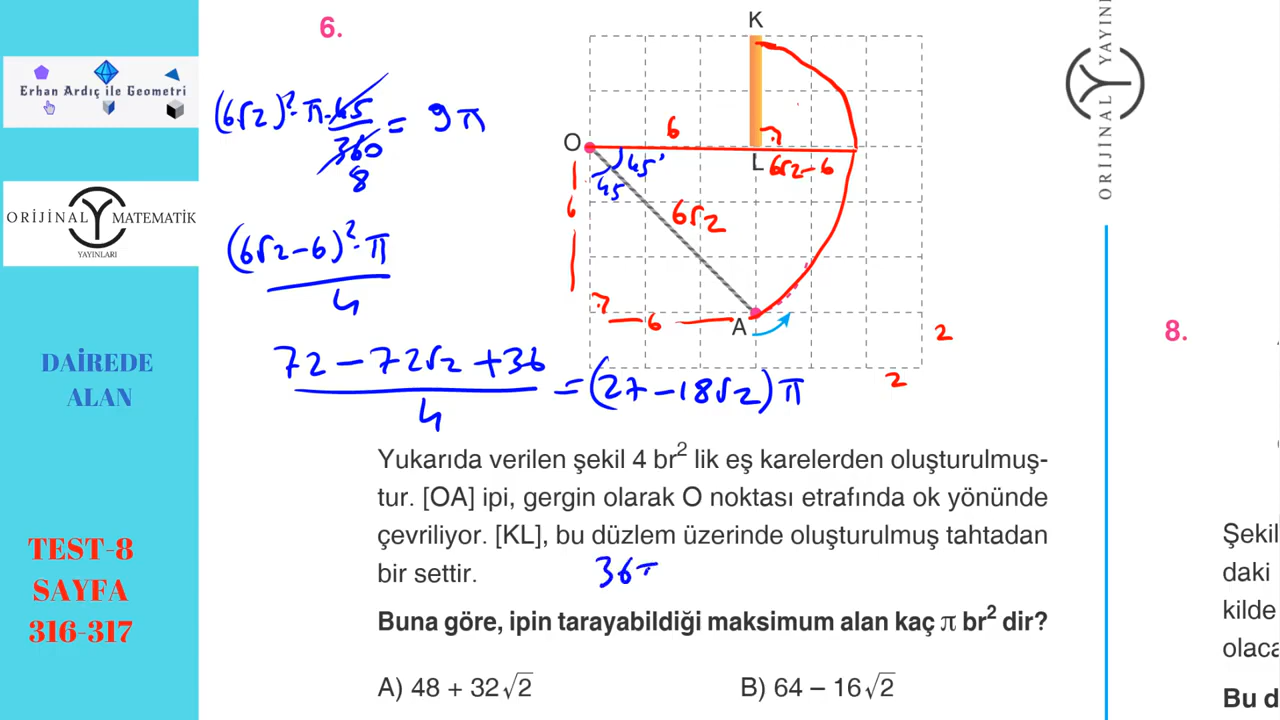 6.
Erhan Ardıç ile Geometri
ORİJİNAL MATEMATİK
YAYINLARI
DAİREDE
ALAN
TEST-8
SAYFA
316-317
(6√2)²·π·45/360 = 9π
8
(6√2-6)²·π/4
72-72√2+36/4 = (27-18√2)π
K
O
6
L
6√2-6
45°
45
6
6√2
6
A
2
2
ORIJINAL YAYIN
8.
Yukarıda verilen şekil 4 br² lik eş karelerden oluşturulmuş-
tur. [OA] ipi, gergin olarak O noktası etrafında ok yönünde
çevriliyor. [KL], bu düzlem üzerinde oluşturulmuş tahtadan
bir settir.
36π
Buna göre, ipin tarayabildiği maksimum alan kaç π br² dir?
A) 48 + 32√2
B) 64 – 16√2
Şekil
daki
kilde
olaca
Bu d